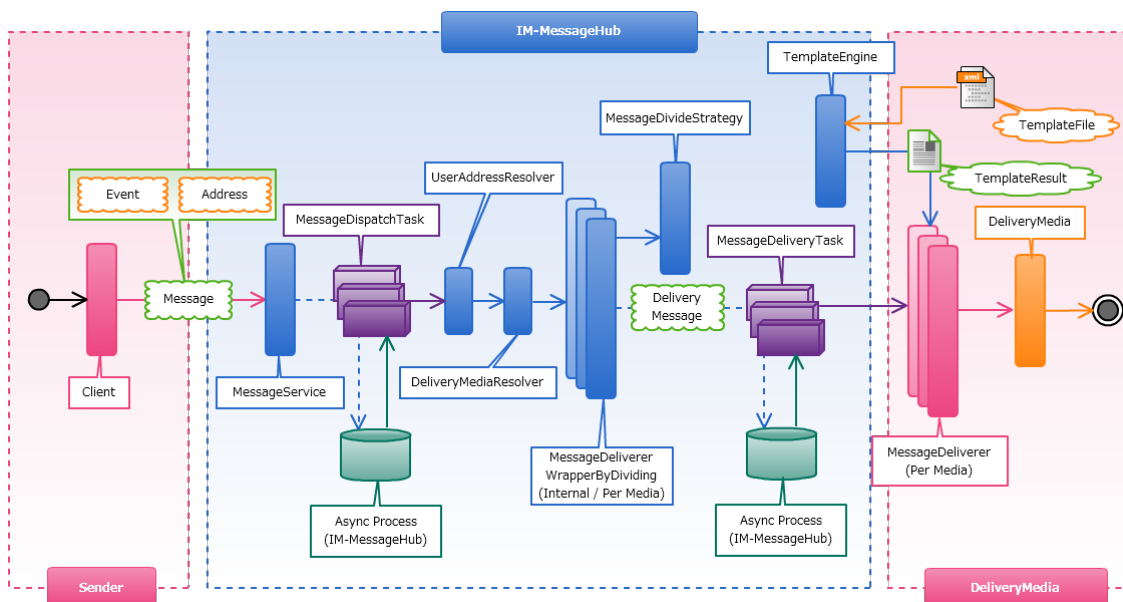 IM-MessageHub
TemplateEngine
xml
TemplateFile
MessageDivideStrategy
TemplateResult
UserAddressResolver
Event
Address
MessageDispatchTask
MessageDeliveryTask
DeliveryMedia
Message
Delivery
Message
Client
MessageService
DeliveryMediaResolver
MessageDeliverer
WrapperByDividing
(Internal / Per Media)
MessageDeliverer
(Per Media)
Async Process
(IM-MessageHub)
Async Process
(IM-MessageHub)
Sender
DeliveryMedia